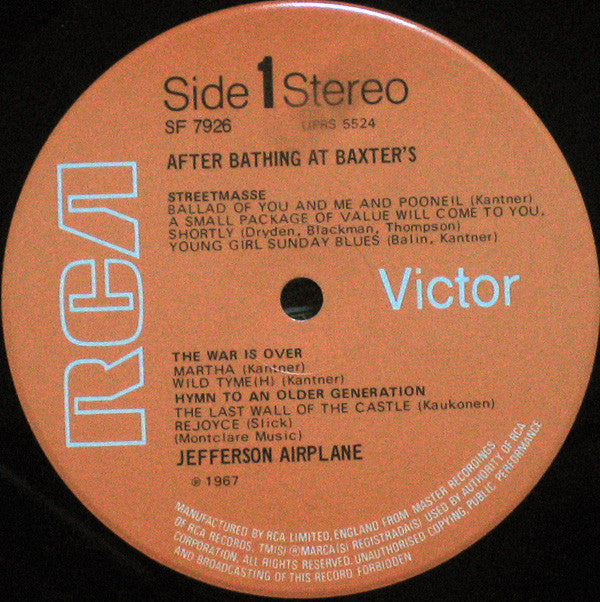 Side 1 Stereo
SF 7926 UPRS 5524
AFTER BATHING AT BAXTER'S
STREETMASSE
BALLAD OF YOU AND ME AND POONEIL (Kantner)
A SMALL PACKAGE OF VALUE WILL COME TO YOU,
SHORTLY (Dryden, Blackman, Thompson)
YOUNG GIRL SUNDAY BLUES (Balin, Kantner)
RCA
Victor
THE WAR IS OVER
MARTHA (Kantner)
WILD TYME(H) (Kantner)
HYMN TO AN OLDER GENERATION
THE LAST WALL OF THE CASTLE (Kaukonen)
REJOYCE (Slick)
(Montclare Music)
JEFFERSON AIRPLANE
℗ 1967
MANUFACTURED BY RCA LIMITED, ENGLAND FROM MASTER RECORDINGS
OF RCA RECORDS. TM(S) ® MARCA(S) REGISTRADA(S) USED BY AUTHORITY OF RCA
CORPORATION. ALL RIGHTS RESERVED. UNAUTHORISED COPYING, PUBLIC PERFORMANCE
AND BROADCASTING OF THIS RECORD FORBIDDEN